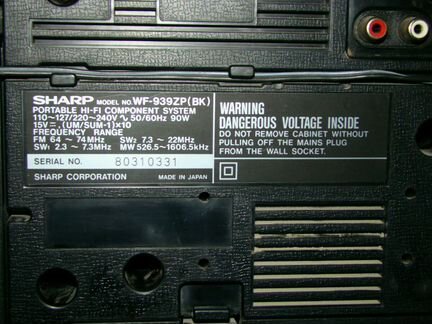 SHARP MODEL NO. WF-939ZP(BK)
PORTABLE HI-FI COMPONENT SYSTEM
110~127/220~240V ∿ 50/60Hz 90W
15V ⎓ (UM/SUM-1)×10
FREQUENCY RANGE
FM 64 ~ 74MHz SW₂ 7.3 ~ 22MHz
SW₁ 2.3 ~ 7.3MHz MW 526.5~1606.5kHz
SERIAL NO. 80310331
SHARP CORPORATION MADE IN JAPAN
WARNING
DANGEROUS VOLTAGE INSIDE
DO NOT REMOVE CABINET WITHOUT
PULLING OFF THE MAINS PLUG
FROM THE WALL SOCKET.